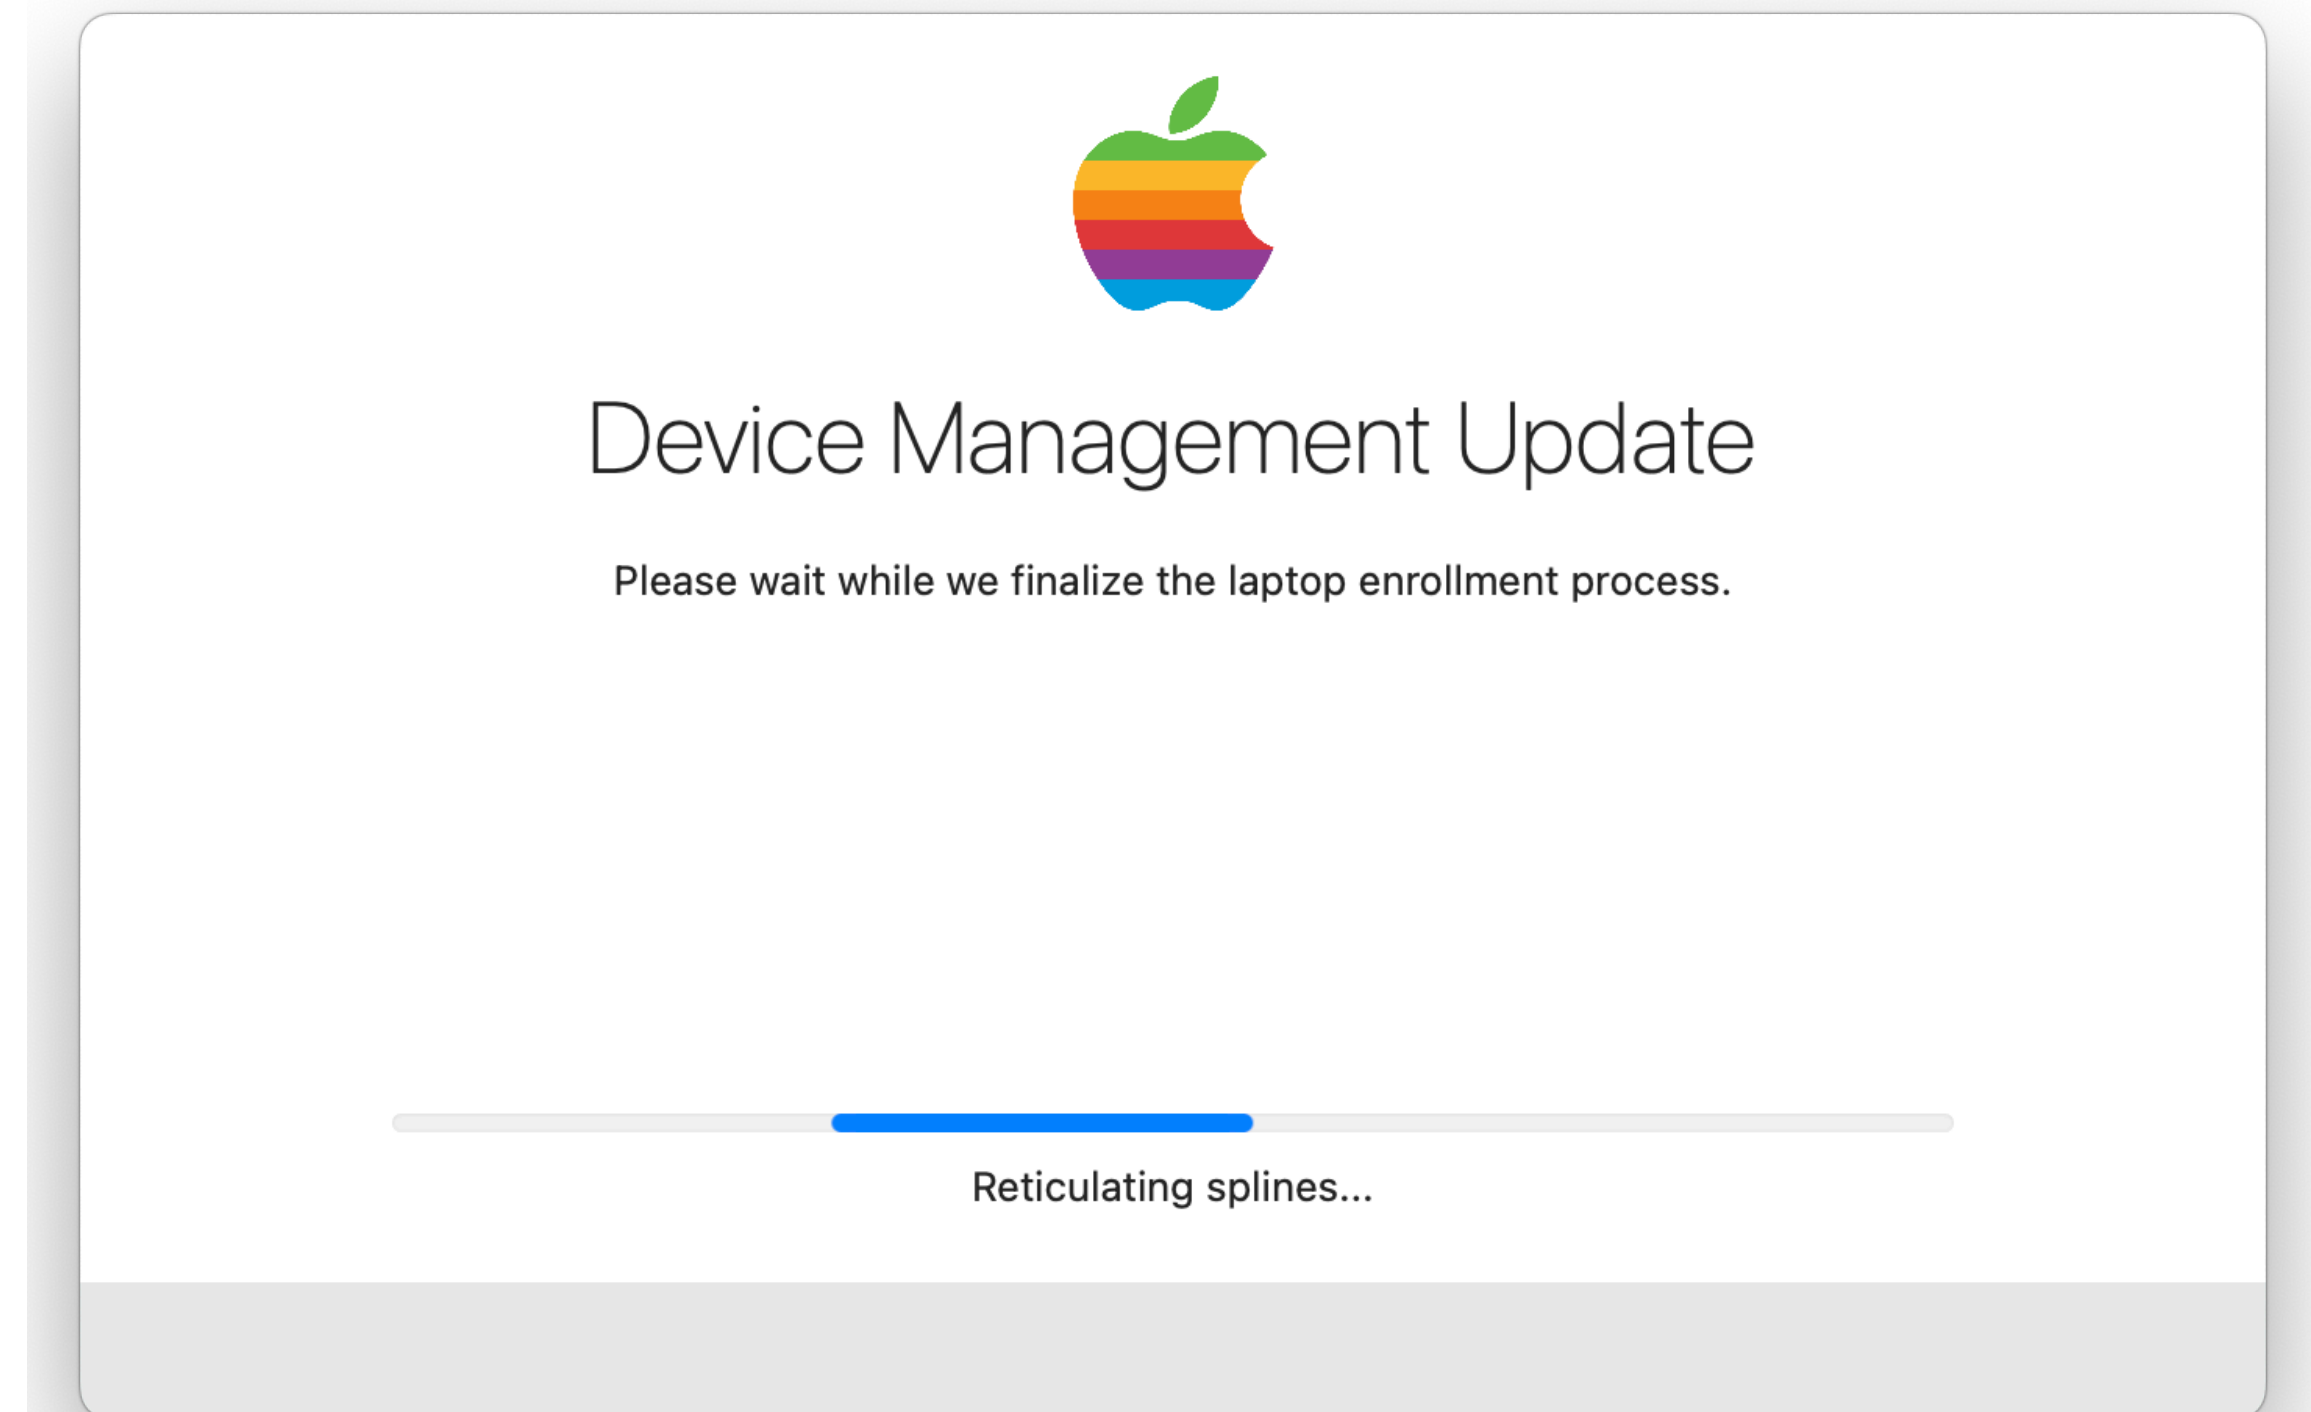 Device Management Update
Please wait while we finalize the laptop enrollment process.
Reticulating splines...